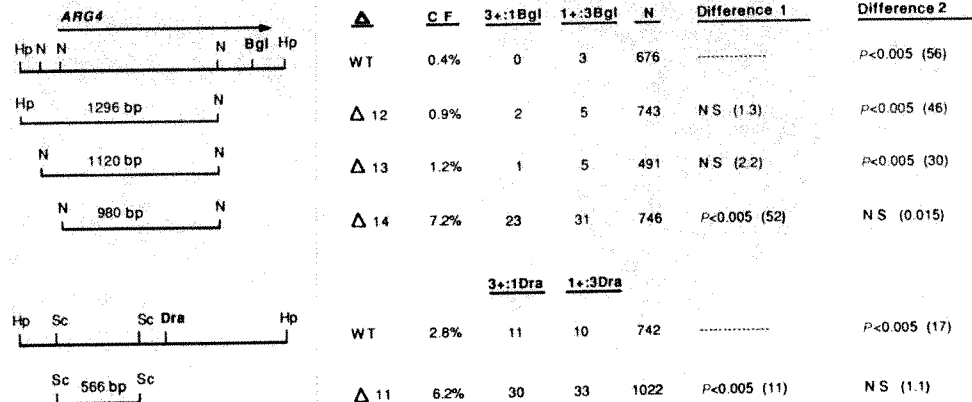 ARG4
Hp N N N Bgl Hp
Hp 1296 bp N
N 1120 bp N
N 980 bp N
Hp Sc Sc Dra Hp
Sc 566 bp Sc
Δ C F 3+:1Bgl 1+:3Bgl N Difference 1 Difference 2
WT 0.4% 0 3 676 ---------- P<0.005 (56)
Δ 12 0.9% 2 5 743 N S (1.3) P<0.005 (46)
Δ 13 1.2% 1 5 491 N S (2.2) P<0.005 (30)
Δ 14 7.2% 23 31 746 P<0.005 (52) N S (0.015)
3+:1Dra 1+:3Dra
WT 2.8% 11 10 742 ---------- P<0.005 (17)
Δ 11 6.2% 30 33 1022 P<0.005 (11) N S (1.1)